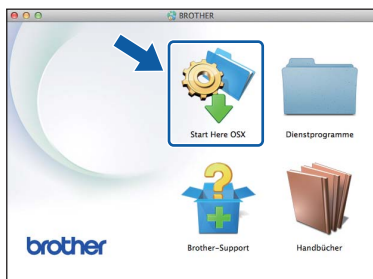 BROTHER
Start Here OSX
Dienstprogramme
Brother-Support
Handbücher
brother